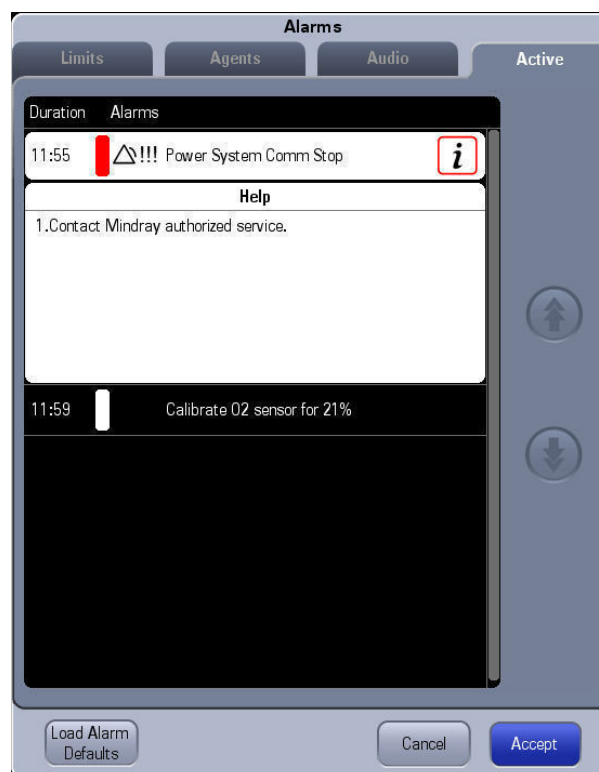 Alarms
Limits Agents Audio Active
Duration Alarms
11:55 !!! Power System Comm Stop i
Help
1.Contact Mindray authorized service.
11:59 Calibrate O2 sensor for 21%
Load Alarm
Defaults
Cancel Accept